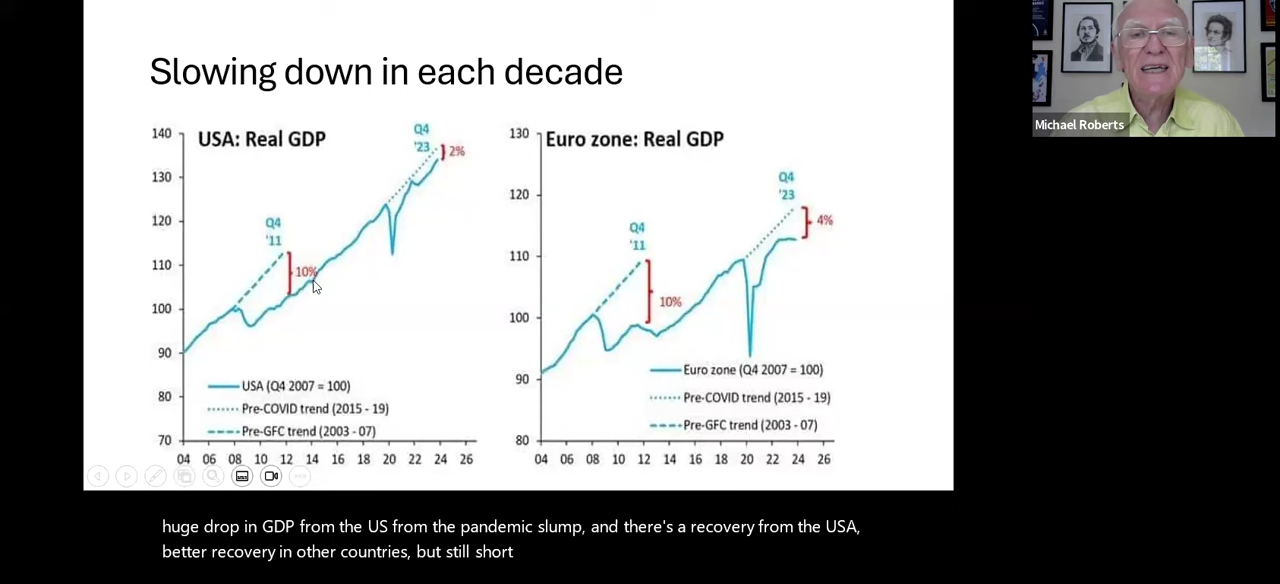 Slowing down in each decade
USA: Real GDP
140
130
120
110
100
90
80
70
Q4
'11
10%
Q4
'23
2%
USA (Q4 2007 = 100)
Pre-COVID trend (2015 - 19)
Pre-GFC trend (2003 - 07)
04 06 08 10 12 14 16 18 20 22 24 26
Euro zone: Real GDP
130
120
110
100
90
80
Q4
'11
10%
Q4
'23
4%
Euro zone (Q4 2007 = 100)
Pre-COVID trend (2015 - 19)
Pre-GFC trend (2003 - 07)
04 06 08 10 12 14 16 18 20 22 24 26
Michael Roberts
huge drop in GDP from the US from the pandemic slump, and there's a recovery from the USA,
better recovery in other countries, but still short